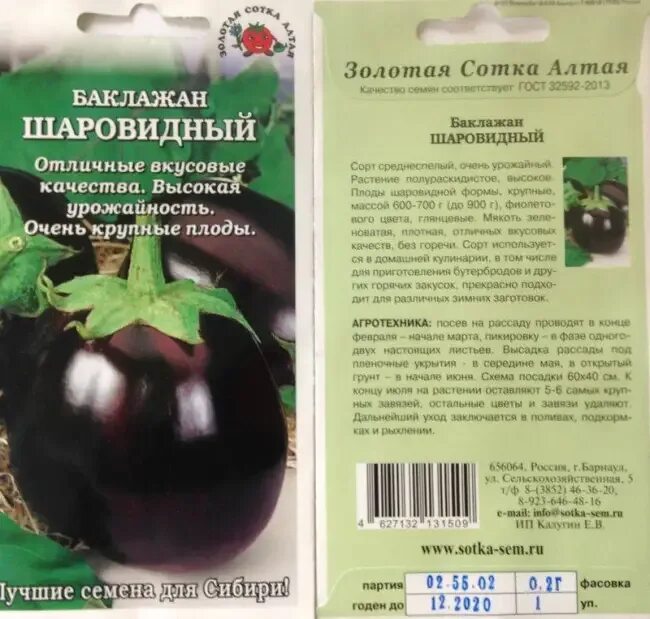 ЗОЛОТАЯ СОТКА АЛТАЯ
БАКЛАЖАН
ШАРОВИДНЫЙ
Отличные вкусовые
качества. Высокая
урожайность.
Очень крупные плоды.
Лучшие семена для Сибири!
Золотая Сотка Алтая
Качество семян соответствует ГОСТ 32592-2013
Баклажан
ШАРОВИДНЫЙ
Сорт среднеспелый, очень урожайный.
Растение полураскидистое, высокое.
Плоды шаровидной формы, крупные,
массой 600-700 г (до 900 г), фиолето-
вого цвета, глянцевые. Мякоть зеле-
новатая, плотная, отличных вкусовых
качеств, без горечи. Сорт использует-
ся в домашней кулинарии, в том числе
для приготовления бутербродов и дру-
гих горячих закусок, прекрасно подхо-
дит для различных зимних заготовок.
АГРОТЕХНИКА: посев на рассаду проводят в конце
февраля – начале марта, пикировку – в фазе одного-
двух настоящих листьев. Высадка рассады под
пленочные укрытия - в середине мая, в открытый
грунт – в начале июня. Схема посадки 60х40 см. К
концу июля на растении оставляют 5-6 самых круп-
ных завязей, остальные цветы и завязи удаляют.
Дальнейший уход заключается в поливах, подкорм-
ках и рыхлении.
4 627132 131509
656064, Россия, г. Барнаул,
ул. Сельскохозяйственная, 5
т/ф 8-(3852) 46-36-20,
8-923-646-48-16
e-mail: info@sotka-sem.ru
ИП Калугин Е.В.
www.sotka-sem.ru
партия 02.55.02 0.2Г фасовка
годен до 12.2020 1 уп.